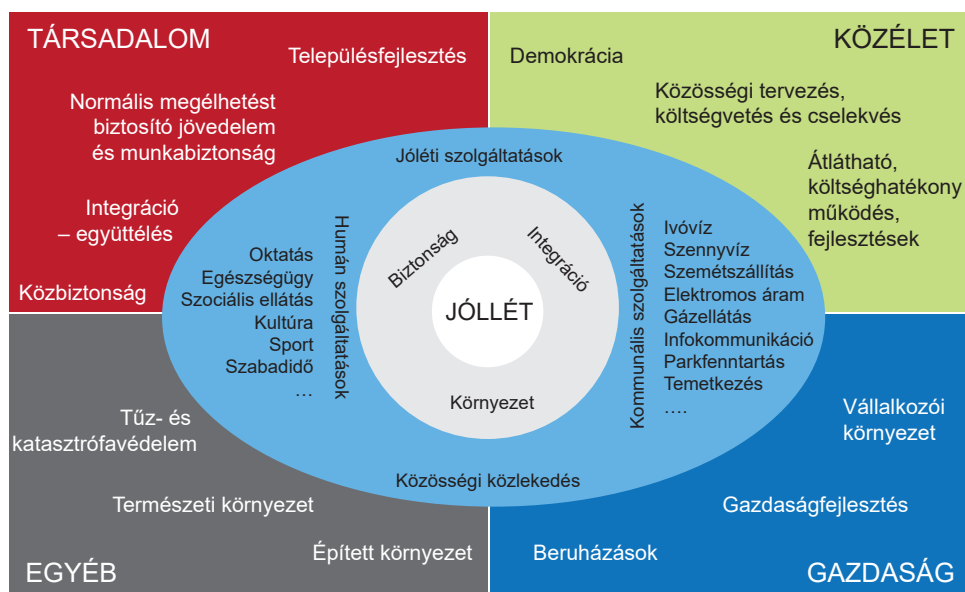 TÁRSADALOM
Településfejlesztés
Normális megélhetést
biztosító jövedelem
és munkabiztonság
Integráció
– együttélés
Közbiztonság
KÖZÉLET
Demokrácia
Közösségi tervezés,
költségvetés és cselekvés
Átlátható,
költséghatékony
működés,
fejlesztések
Jóléti szolgáltatások
Humán szolgáltatások
Oktatás
Egészségügy
Szociális ellátás
Kultúra
Sport
Szabadidő
…
Biztonság
Integráció
JÓLLÉT
Környezet
Kommunális szolgáltatások
Ivóvíz
Szennyvíz
Szemétszállítás
Elektromos áram
Gázellátás
Infokommunikáció
Parkfenntartás
Temetkezés
….
Közösségi közlekedés
Tűz- és
katasztrófavédelem
Természeti környezet
Épített környezet
EGYÉB
Vállalkozói
környezet
Gazdaságfejlesztés
Beruházások
GAZDASÁG